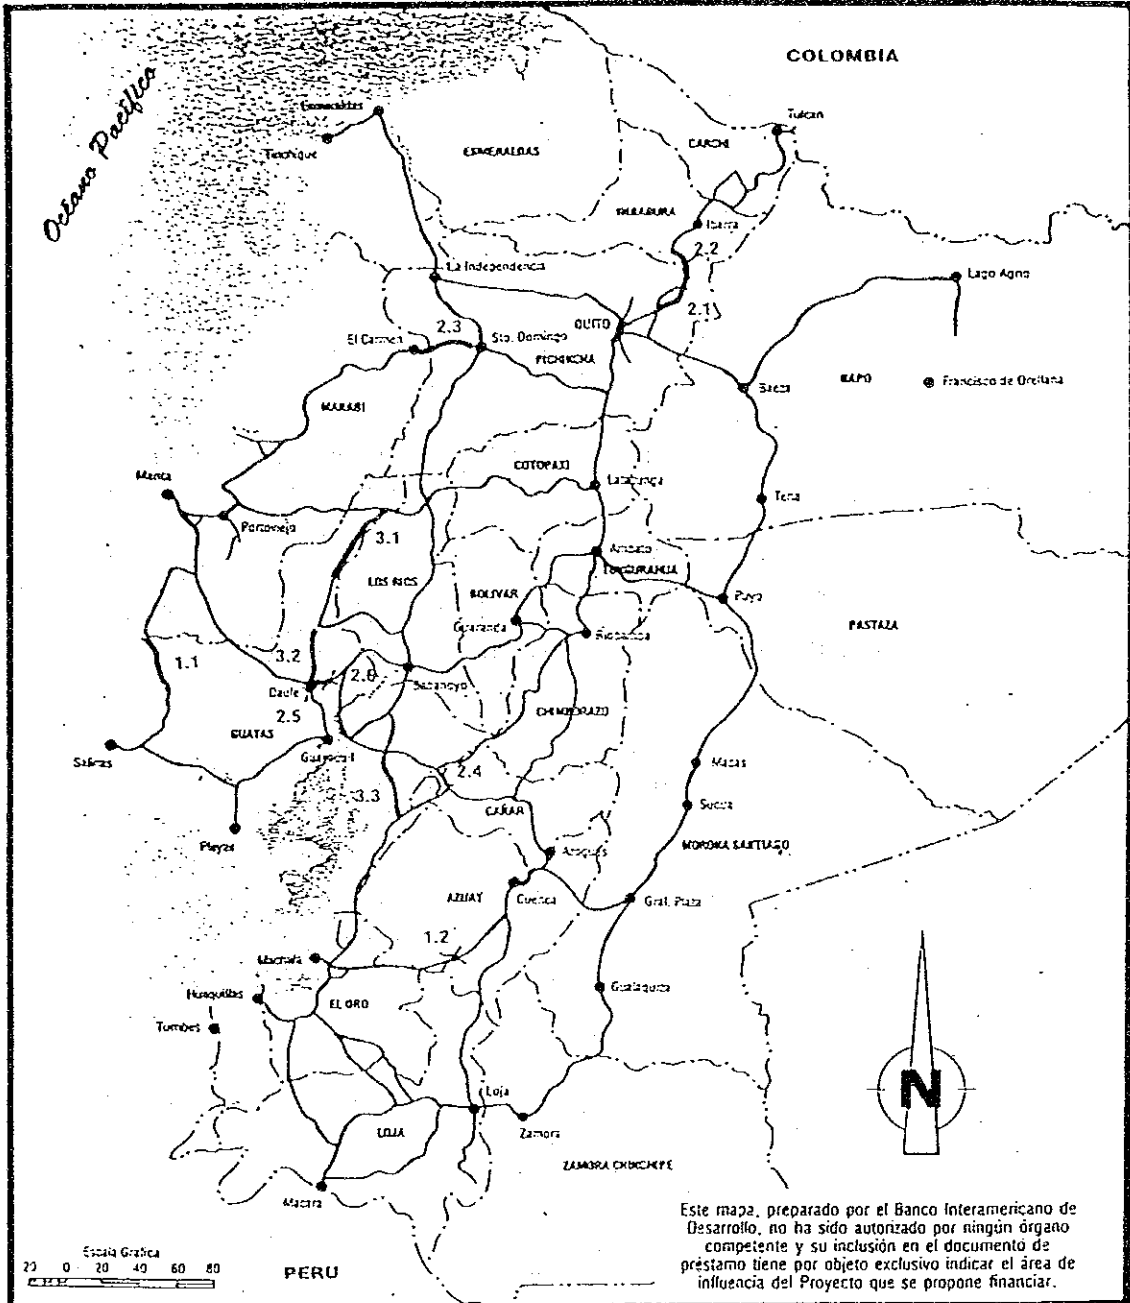 COLOMBIA
Océano Pacífico
Esmeraldas
Tulcan
Tonchigue
ESMERALDAS
CARCHI
IMBABURA
Ibarra
2.2
La Independencia
Lago Agrio
2.1
QUITO
2.3
El Carmen
Sto. Domingo
PICHINCHA
Baeza
NAPO
Francisco de Orellana
MANABI
COTOPAXI
Manta
Latacunga
Tena
Portoviejo
3.1
Ambato
TUNGURAHUA
LOS RIOS
BOLIVAR
Puyo
Guaranda
Riobamba
PASTAZA
1.1
3.2
2.6
Babahoyo
Daule
2.5
CHIMBORAZO
GUAYAS
Guayaquil
Salinas
2.4
Macas
3.3
CAÑAR
Sucua
Playas
MORONA SANTIAGO
Azogues
AZUAY
Cuenca
Gral. Plaza
1.2
Machala
Gualaquiza
Huaquillas
EL ORO
Tumbes
N
Loja
LOJA
Zamora
ZAMORA CHINCHIPE
Macara
Este mapa, preparado por el Banco Interamericano de
Desarrollo, no ha sido autorizado por ningún órgano
competente y su inclusión en el documento de
préstamo tiene por objeto exclusivo indicar el área de
influencia del Proyecto que se propone financiar.
Escala Grafica
20 0 20 40 60 80
PERU